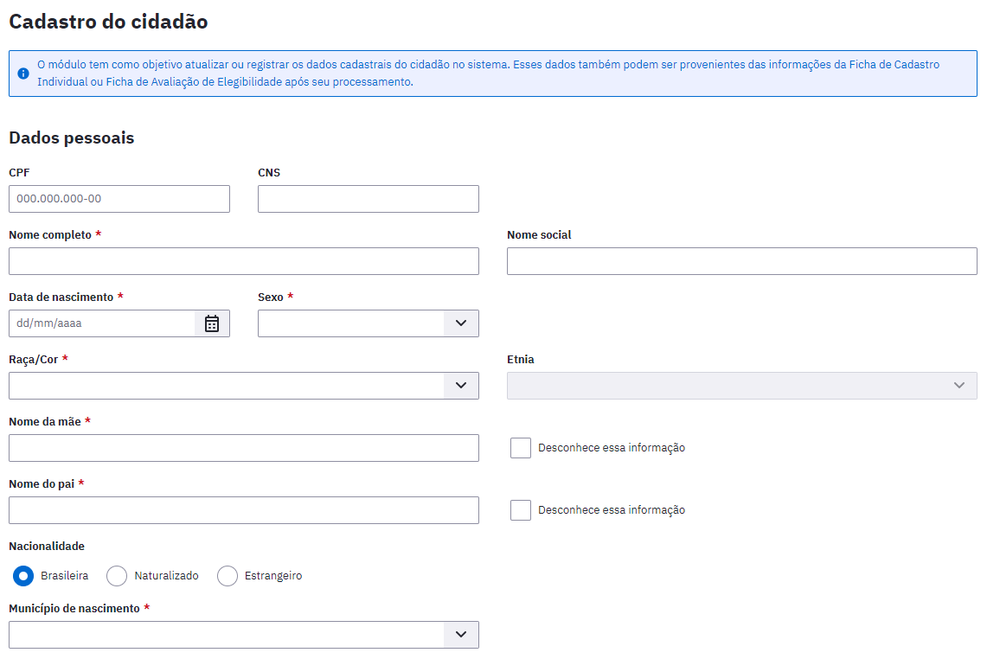 Cadastro do cidadão
O módulo tem como objetivo atualizar ou registrar os dados cadastrais do cidadão no sistema. Esses dados também podem ser provenientes das informações da Ficha de Cadastro
Individual ou Ficha de Avaliação de Elegibilidade após seu processamento.
Dados pessoais
CPF CNS
000.000.000-00
Nome completo * Nome social
Data de nascimento * Sexo *
dd/mm/aaaa
Raça/Cor * Etnia
Nome da mãe *
Desconhece essa informação
Nome do pai *
Desconhece essa informação
Nacionalidade
Brasileira Naturalizado Estrangeiro
Município de nascimento *